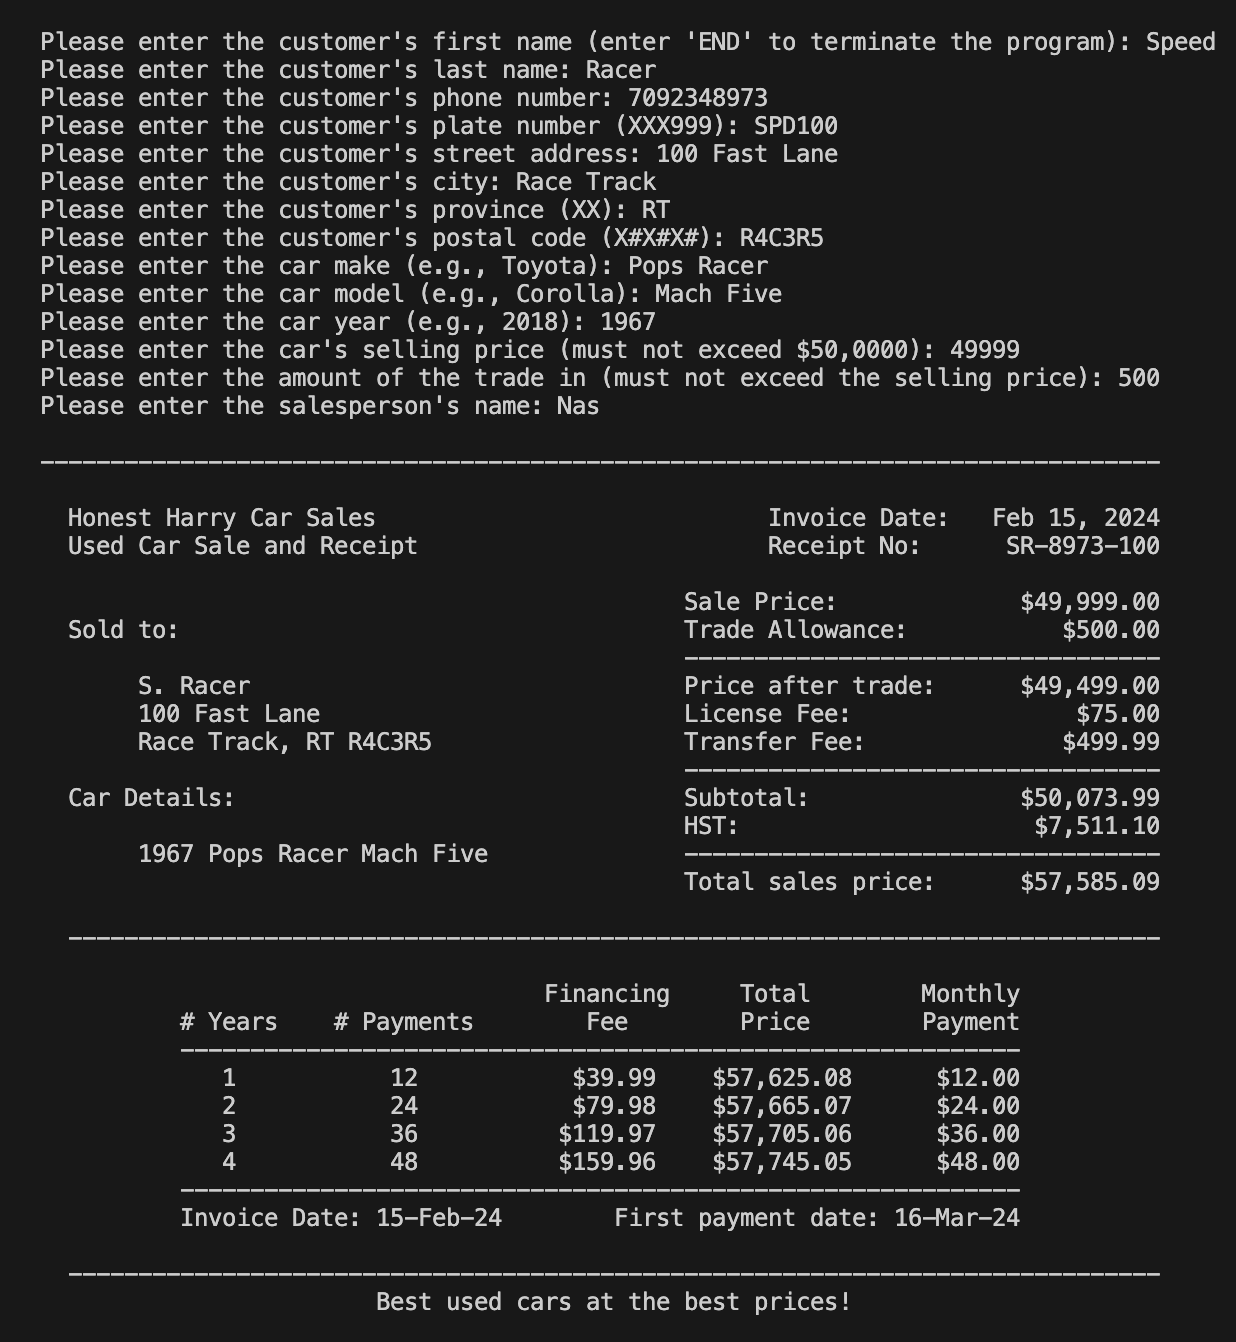 Please enter the customer's first name (enter 'END' to terminate the program): Speed
Please enter the customer's last name: Racer
Please enter the customer's phone number: 7092348973
Please enter the customer's plate number (XXX999): SPD100
Please enter the customer's street address: 100 Fast Lane
Please enter the customer's city: Race Track
Please enter the customer's province (XX): RT
Please enter the customer's postal code (X#X#X#): R4C3R5
Please enter the car make (e.g., Toyota): Pops Racer
Please enter the car model (e.g., Corolla): Mach Five
Please enter the car year (e.g., 2018): 1967
Please enter the car's selling price (must not exceed $50,0000): 49999
Please enter the amount of the trade in (must not exceed the selling price): 500
Please enter the salesperson's name: Nas
Honest Harry Car Sales Invoice Date: Feb 15, 2024
Used Car Sale and Receipt Receipt No: SR-8973-100
Sale Price: $49,999.00
Sold to: Trade Allowance: $500.00
S. Racer Price after trade: $49,499.00
100 Fast Lane License Fee: $75.00
Race Track, RT R4C3R5 Transfer Fee: $499.99
Car Details: Subtotal: $50,073.99
HST: $7,511.10
1967 Pops Racer Mach Five
Total sales price: $57,585.09
Financing Total Monthly
# Years # Payments Fee Price Payment
1 12 $39.99 $57,625.08 $12.00
2 24 $79.98 $57,665.07 $24.00
3 36 $119.97 $57,705.06 $36.00
4 48 $159.96 $57,745.05 $48.00
Invoice Date: 15-Feb-24 First payment date: 16-Mar-24
Best used cars at the best prices!